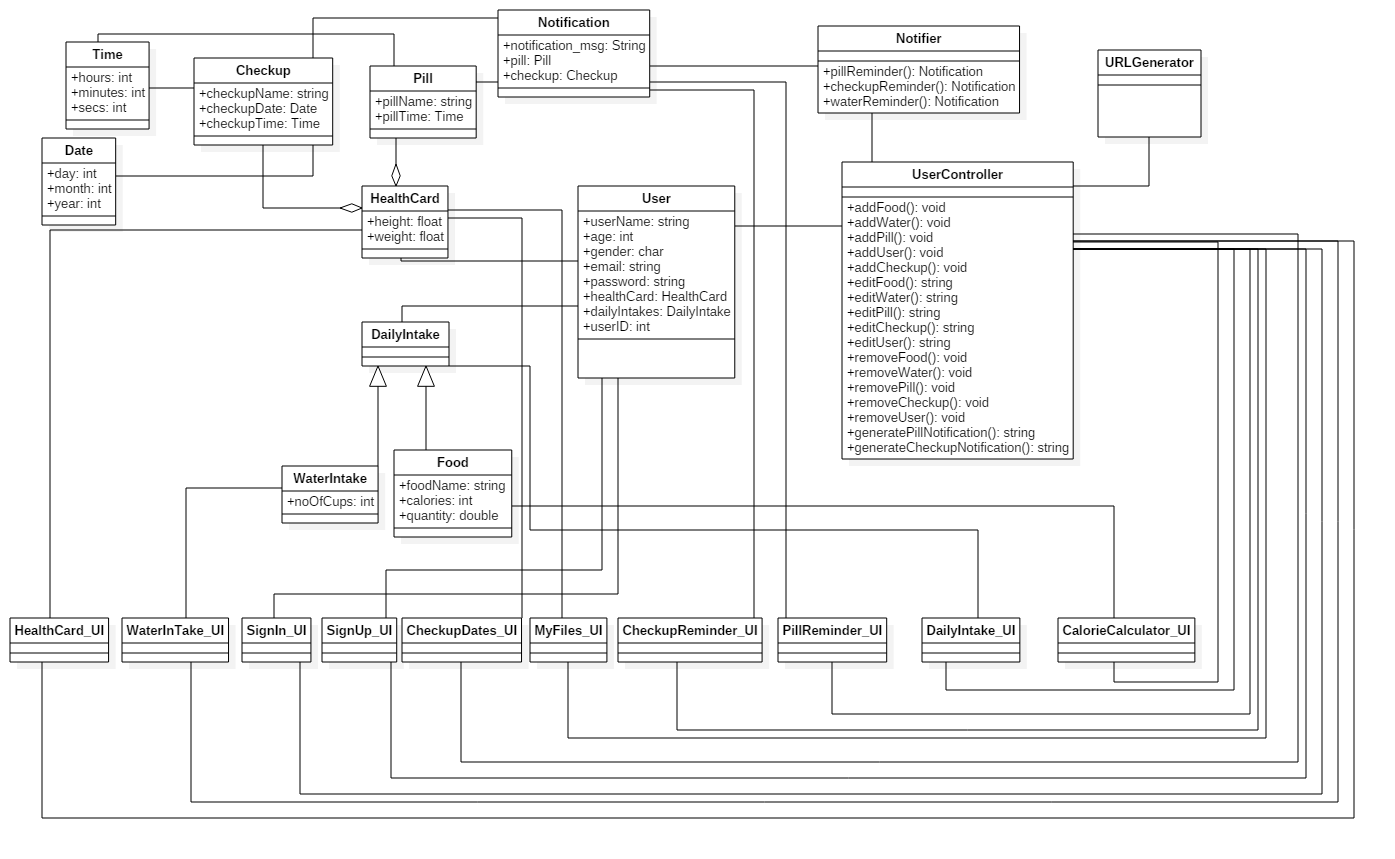 Notification
+notification_msg: String
+pill: Pill
+checkup: Checkup
Notifier
+pillReminder(): Notification
+checkupReminder(): Notification
+waterReminder(): Notification
URLGenerator
Time
+hours: int
+minutes: int
+secs: int
Checkup
+checkupName: string
+checkupDate: Date
+checkupTime: Time
Pill
+pillName: string
+pillTime: Time
Date
+day: int
+month: int
+year: int
HealthCard
+height: float
+weight: float
User
+userName: string
+age: int
+gender: char
+email: string
+password: string
+healthCard: HealthCard
+dailyIntakes: DailyIntake
+userID: int
UserController
+addFood(): void
+addWater(): void
+addPill(): void
+addUser(): void
+addCheckup(): void
+editFood(): string
+editWater(): string
+editPill(): string
+editCheckup(): string
+editUser(): string
+removeFood(): void
+removeWater(): void
+removePill(): void
+removeCheckup(): void
+removeUser(): void
+generatePillNotification(): string
+generateCheckupNotification(): string
DailyIntake
WaterIntake
+noOfCups: int
Food
+foodName: string
+calories: int
+quantity: double
HealthCard_UI
WaterInTake_UI
SignIn_UI
SignUp_UI
CheckupDates_UI
MyFiles_UI
CheckupReminder_UI
PillReminder_UI
DailyIntake_UI
CalorieCalculator_UI